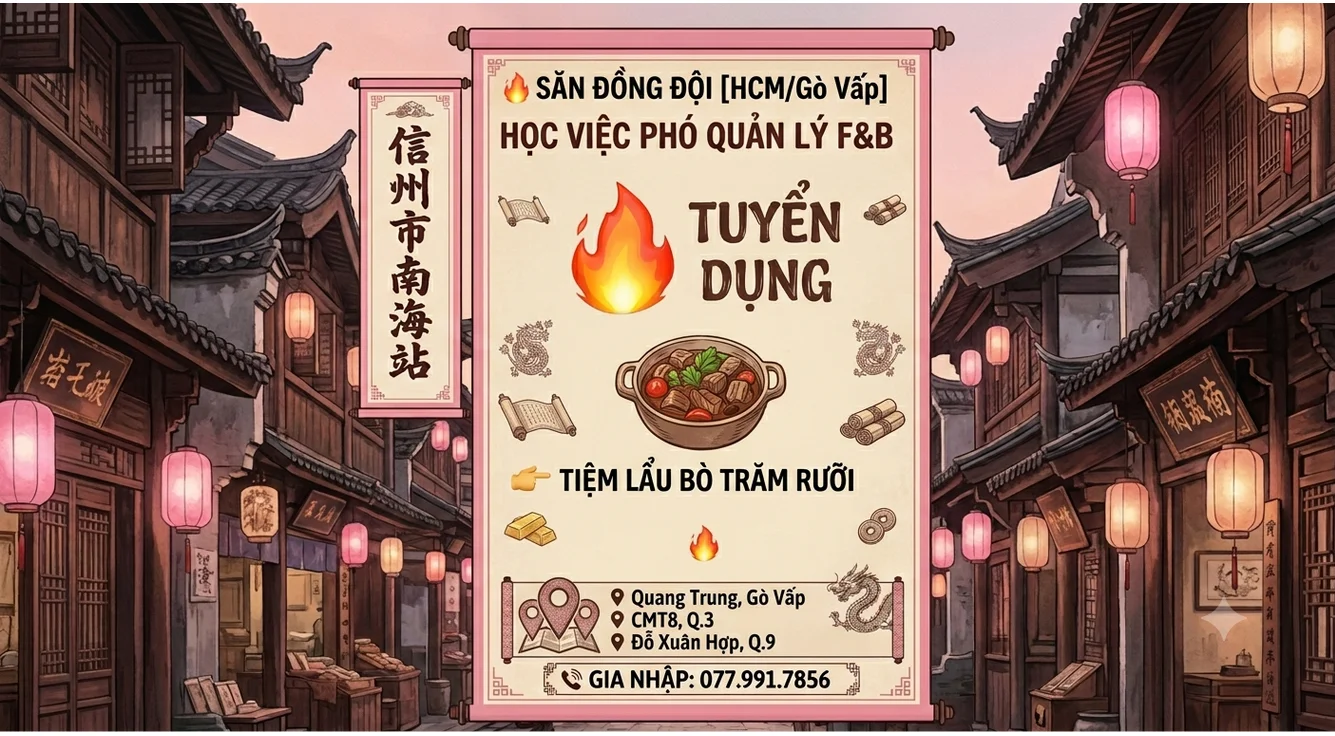 信州市南海站
SĂN ĐỒNG ĐỘI [HCM/Gò Vấp]
HỌC VIỆC PHÓ QUẢN LÝ F&B
TUYỂN
DỤNG
TIỆM LẨU BÒ TRĂM RƯỠI
Quang Trung, Gò Vấp
CMT8, Q.3
Đỗ Xuân Hợp, Q.9
GIA NHẬP: 077.991.7856